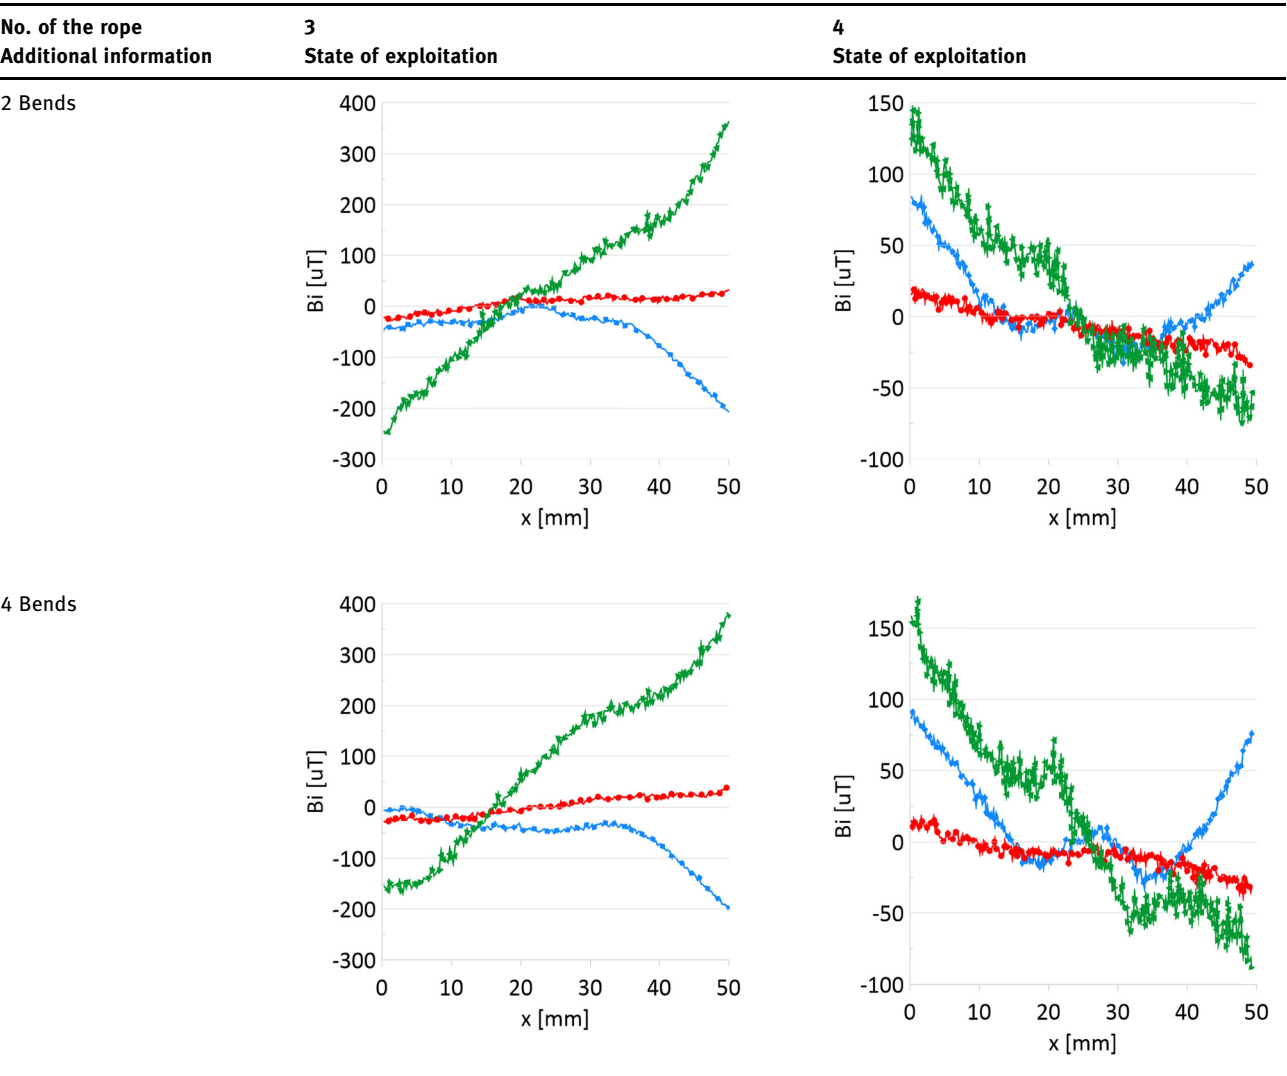 No. of the rope 3 4
Additional information State of exploitation State of exploitation
2 Bends
400
300
200
100
0
-100
-200
-300
Bi [uT]
0 10 20 30 40 50
x [mm]
150
100
50
0
-50
-100
Bi [uT]
0 10 20 30 40 50
x [mm]
4 Bends
400
300
200
100
0
-100
-200
-300
Bi [uT]
0 10 20 30 40 50
x [mm]
150
100
50
0
-50
-100
Bi [uT]
0 10 20 30 40 50
x [mm]